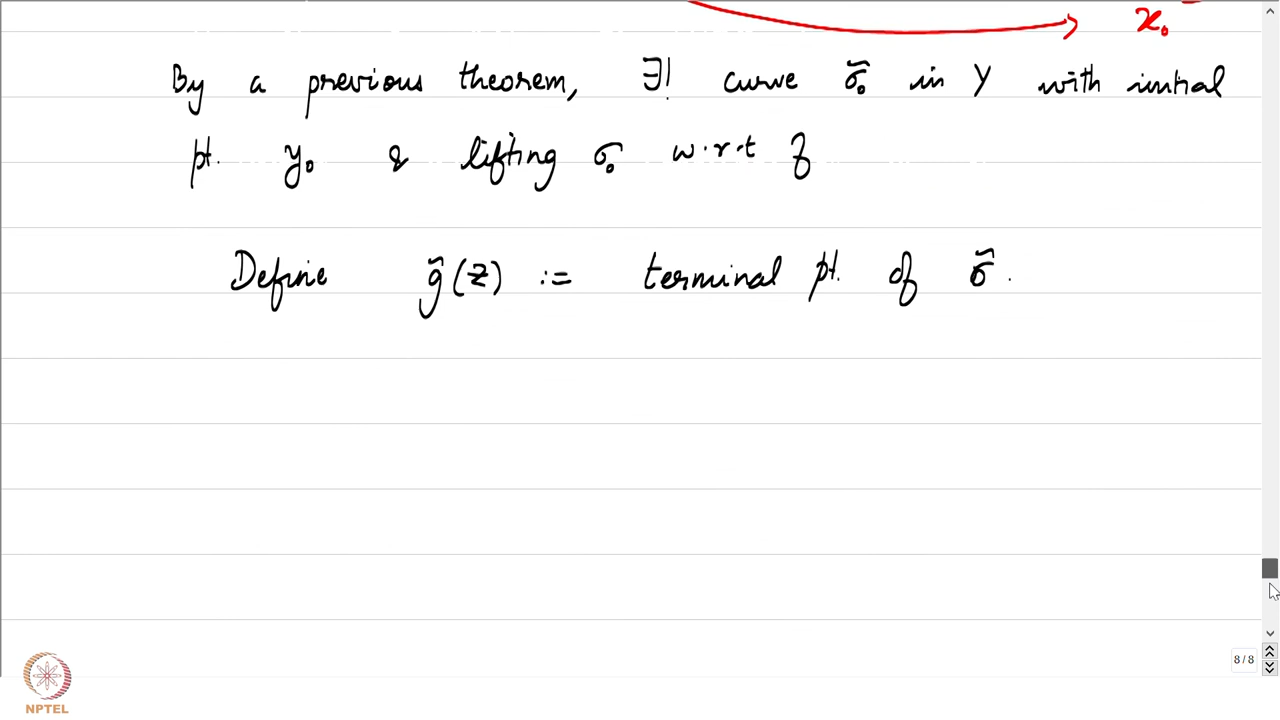 x₀
By a previous theorem, ∃! curve σ̃₀ in Y with initial
pt. y₀ & lifting σ₀ w.r.t f
Define g̃(z) := terminal pt. of σ̃.
8 / 8
NPTEL